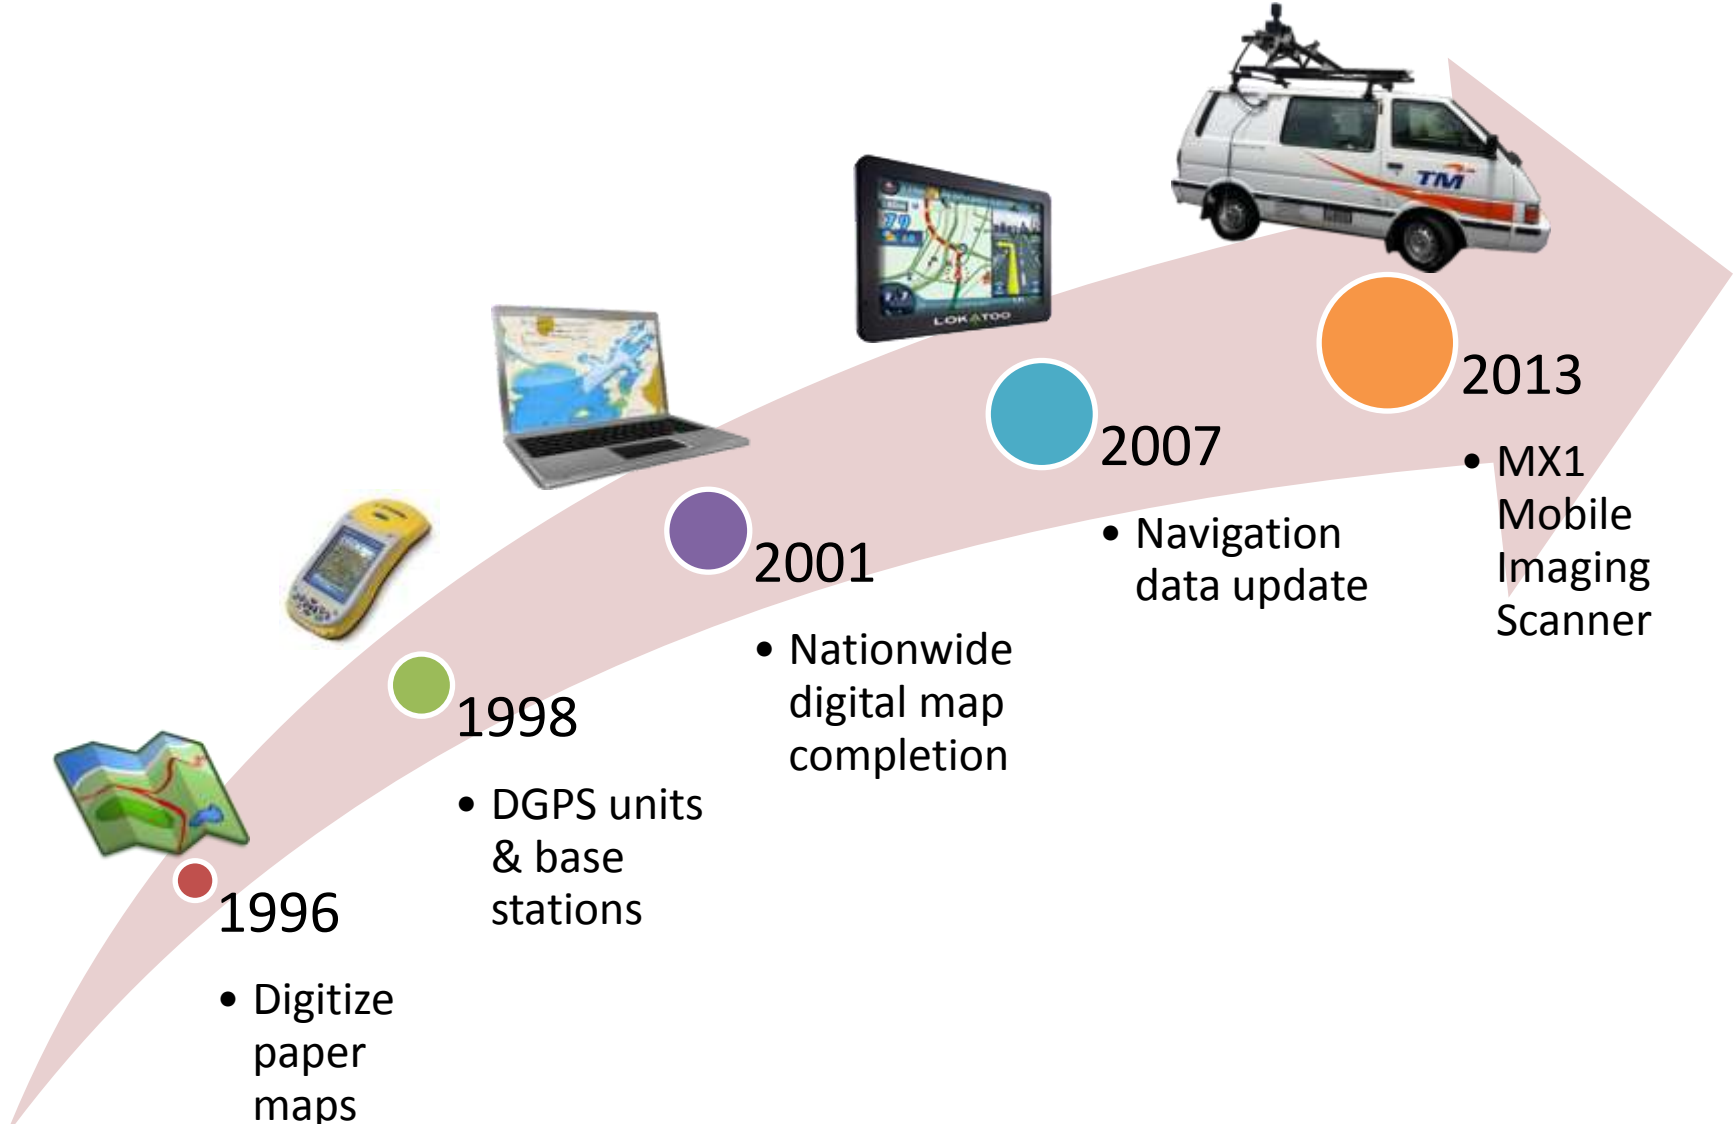 1996
• Digitize
paper
maps
1998
• DGPS units
& base
stations
2001
• Nationwide
digital map
completion
2007
• Navigation
data update
2013
• MX1
Mobile
Imaging
Scanner
LOKATOO
79
TM